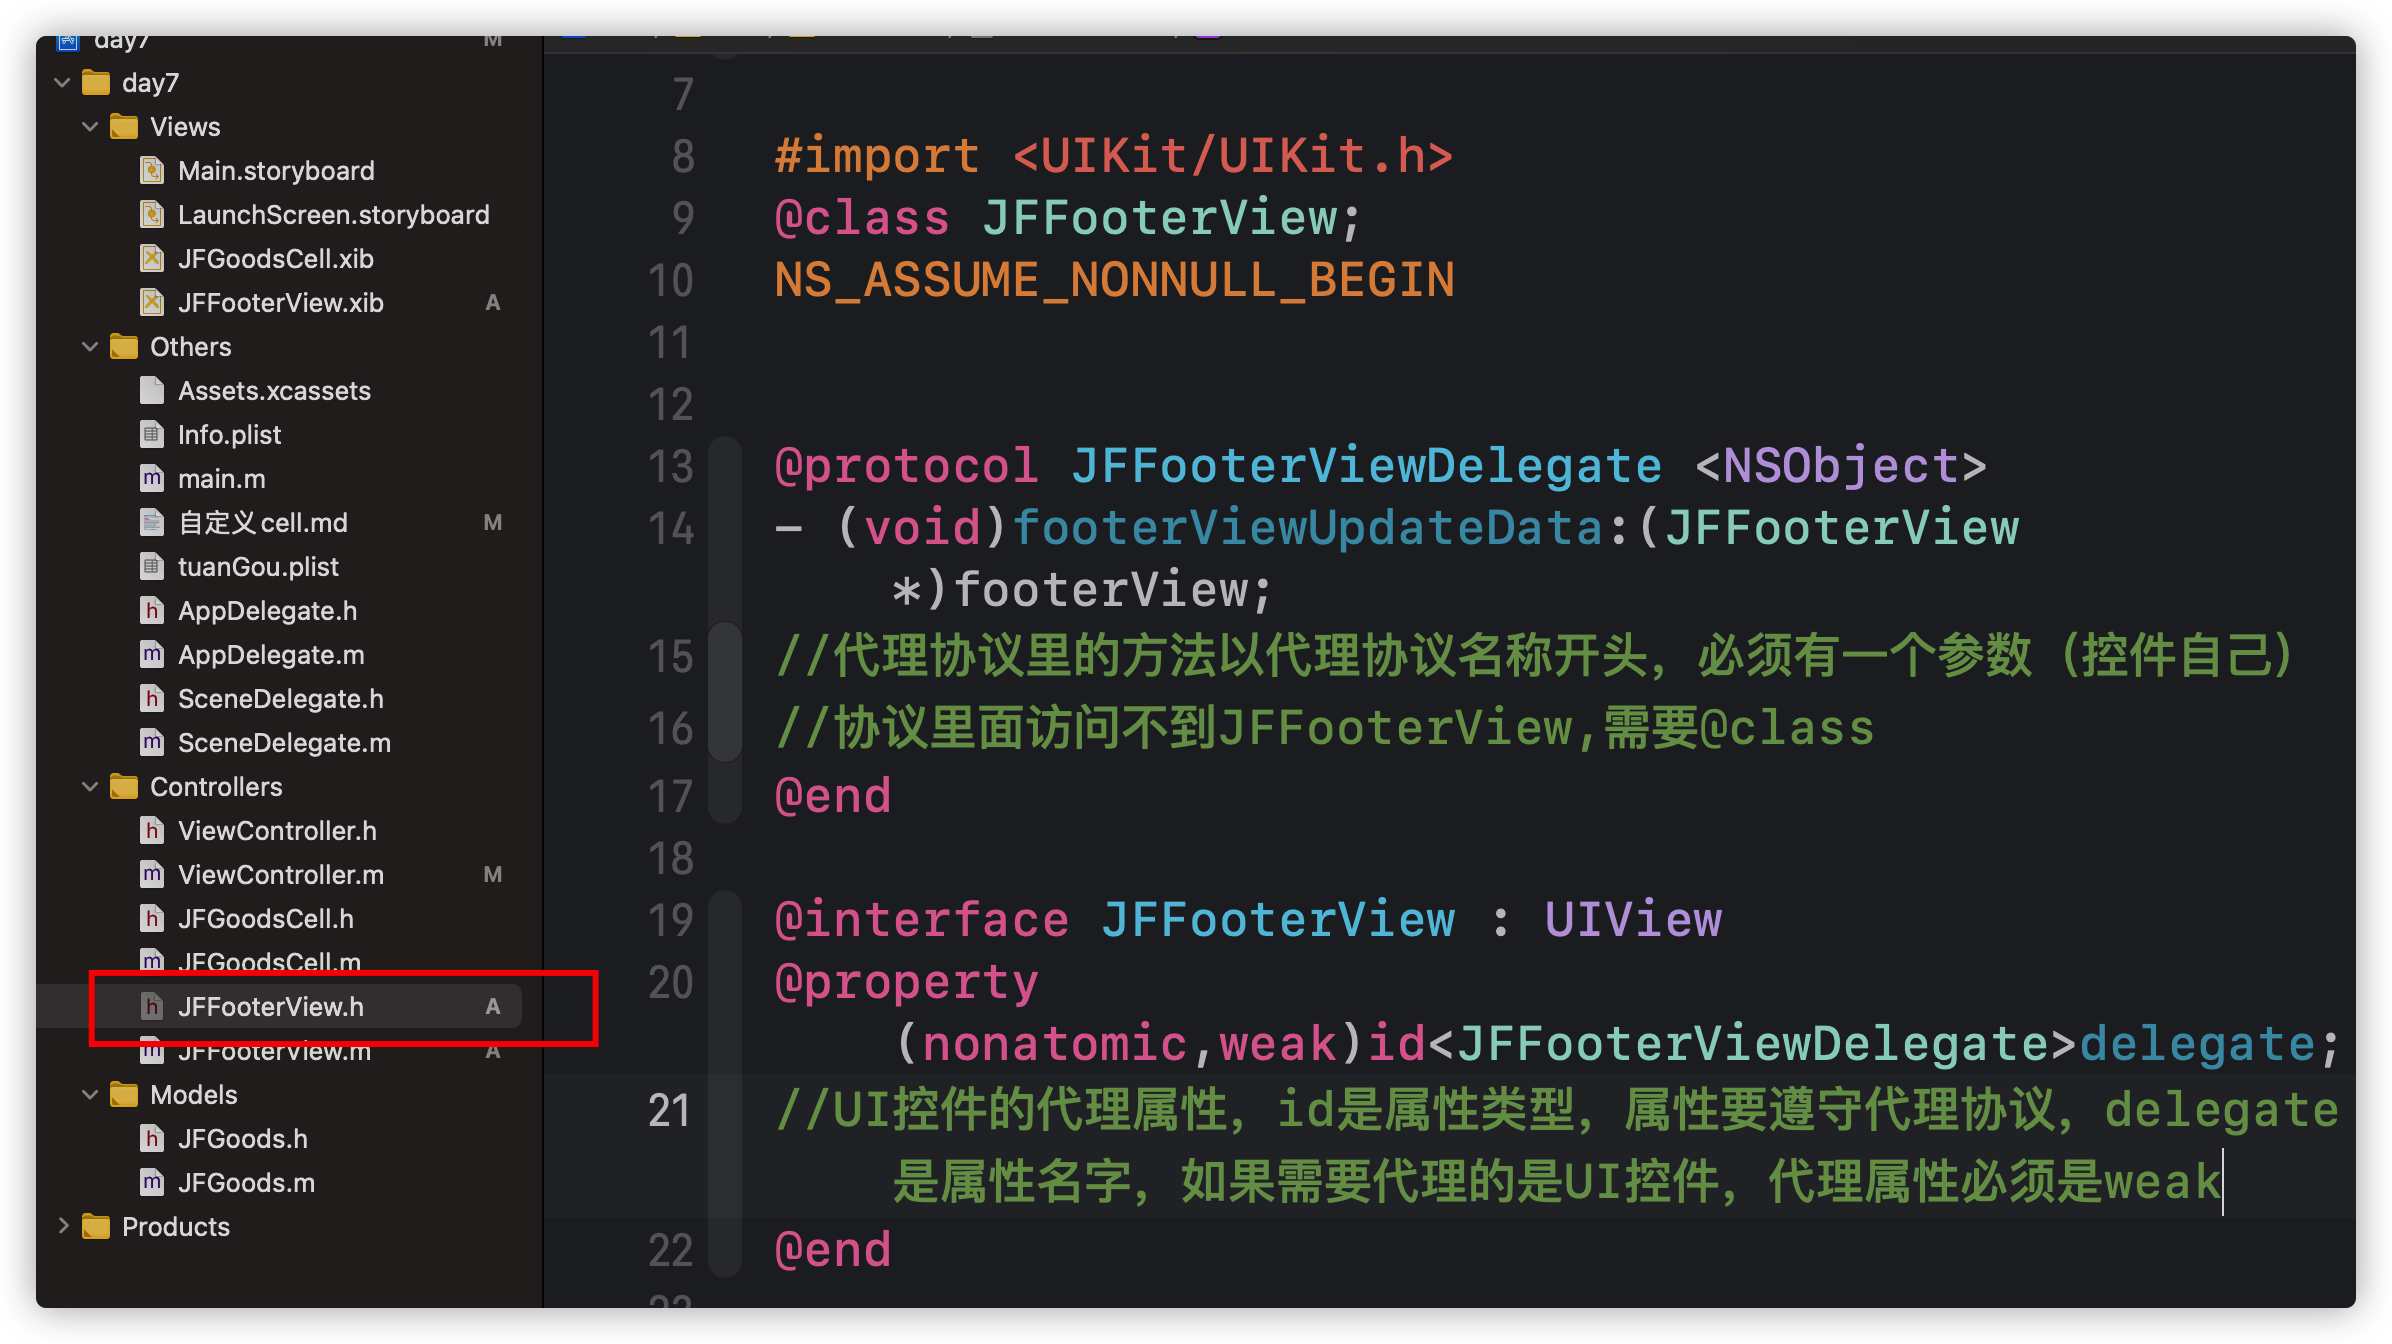 day7
M
day7
Views
Main.storyboard
LaunchScreen.storyboard
JFGoodsCell.xib
JFFooterView.xib A
Others
Assets.xcassets
Info.plist
main.m
自定义cell.md M
tuanGou.plist
AppDelegate.h
AppDelegate.m
SceneDelegate.h
SceneDelegate.m
Controllers
ViewController.h
ViewController.m M
JFGoodsCell.h
JFGoodsCell.m
JFFooterView.h A
JFFooterView.m A
Models
JFGoods.h
JFGoods.m
Products
7
8 #import <UIKit/UIKit.h>
9 @class JFFooterView;
10 NS_ASSUME_NONNULL_BEGIN
11
12
13 @protocol JFFooterViewDelegate <NSObject>
14 - (void)footerViewUpdateData:(JFFooterView
*)footerView;
15 //代理协议里的方法以代理协议名称开头，必须有一个参数（控件自己）
16 //协议里面访问不到JFFooterView,需要@class
17 @end
18
19 @interface JFFooterView : UIView
20 @property
(nonatomic,weak)id<JFFooterViewDelegate>delegate;
21 //UI控件的代理属性，id是属性类型，属性要遵守代理协议，delegate
是属性名字，如果需要代理的是UI控件，代理属性必须是weak
22 @end
23